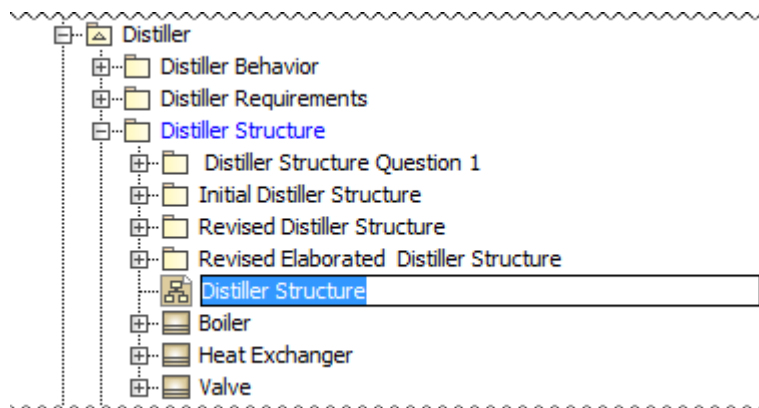 Distiller
Distiller Behavior
Distiller Requirements
Distiller Structure
Distiller Structure Question 1
Initial Distiller Structure
Revised Distiller Structure
Revised Elaborated  Distiller Structure
Distiller Structure
Boiler
Heat Exchanger
Valve